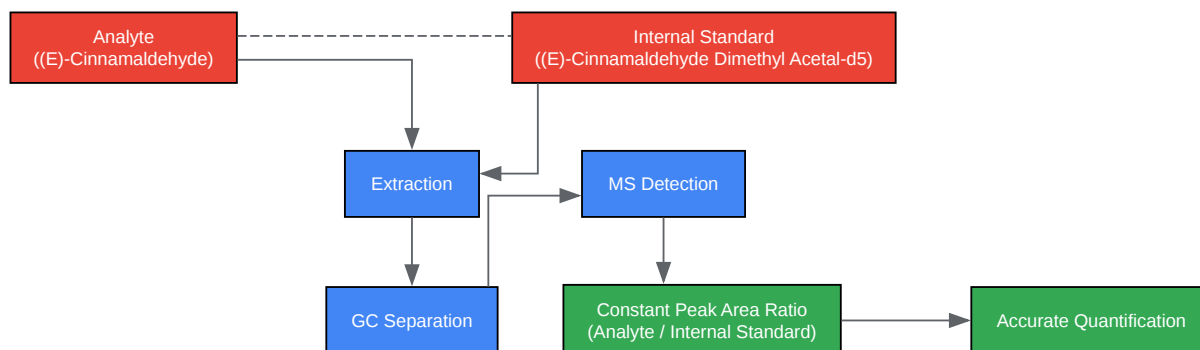 Analyte
((E)-Cinnamaldehyde)
Internal Standard
((E)-Cinnamaldehyde Dimethyl Acetal-d5)
Extraction
MS Detection
GC Separation
Constant Peak Area Ratio
(Analyte / Internal Standard)
Accurate Quantification